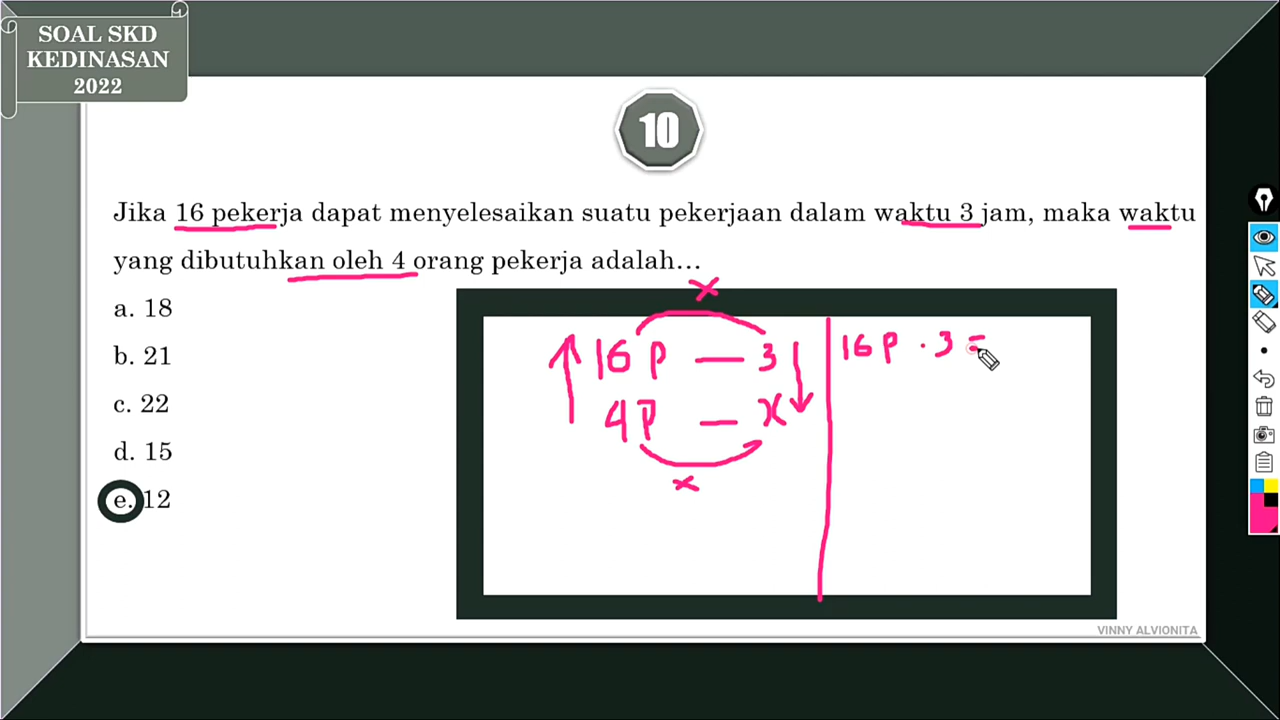 SOAL SKD
KEDINASAN
2022
10
Jika 16 pekerja dapat menyelesaikan suatu pekerjaan dalam waktu 3 jam, maka waktu
yang dibutuhkan oleh 4 orang pekerja adalah…
a. 18
b. 21
c. 22
d. 15
e. 12
x
16 P — 3
4P — x
x
16 P . 3 =
VINNY ALVIONITA